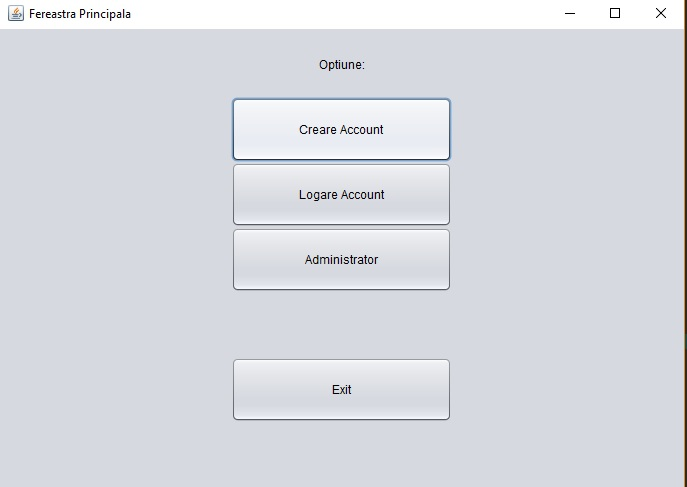 Fereastra Principala
Optiune:
Creare Account
Logare Account
Administrator
Exit